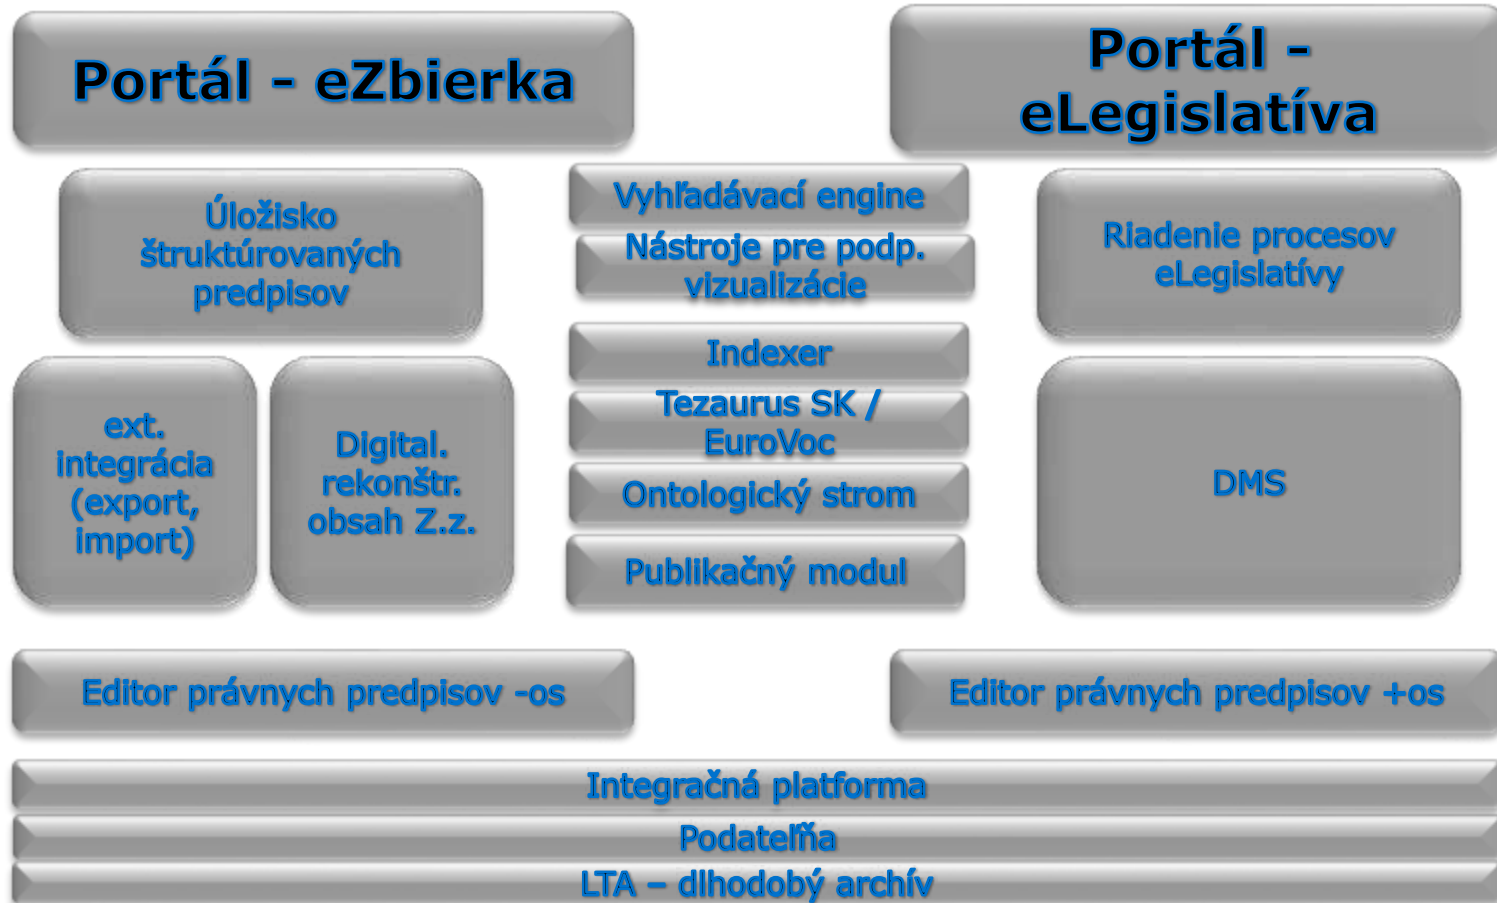 Portál - eZbierka
Portál -
eLegislatíva
Úložisko
štruktúrovaných
predpisov
ext.
integrácia
(export,
import)
Digital.
rekonštr.
obsah Z.z.
Vyhľadávací engine
Nástroje pre podp.
vizualizácie
Indexer
Tezaurus SK /
EuroVoc
Ontologický strom
Publikačný modul
Riadenie procesov
eLegislatívy
DMS
Editor právnych predpisov -os
Editor právnych predpisov +os
Integračná platforma
Podateľňa
LTA – dlhodobý archív